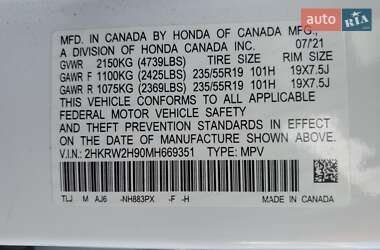 AUTO RIA
MFD. IN CANADA BY HONDA OF CANADA MFG.,
A DIVISION OF HONDA CANADA INC. 07/21
GVWR 2150KG (4739LBS) TIRE SIZE RIM SIZE
GAWR F 1100KG (2425LBS) 235/55R19 101H 19X7.5J
GAWR R 1075KG (2369LBS) 235/55R19 101H 19X7.5J
THIS VEHICLE CONFORMS TO ALL APPLICABLE
FEDERAL MOTOR VEHICLE SAFETY
AND THEFT PREVENTION STANDARDS
IN EFFECT ON THE DATE
OF MANUFACTURE SHOWN ABOVE.
V.I.N.: 2HKRW2H90MH669351 TYPE: MPV
TLJ M AJ6 -NH883PX -F -H